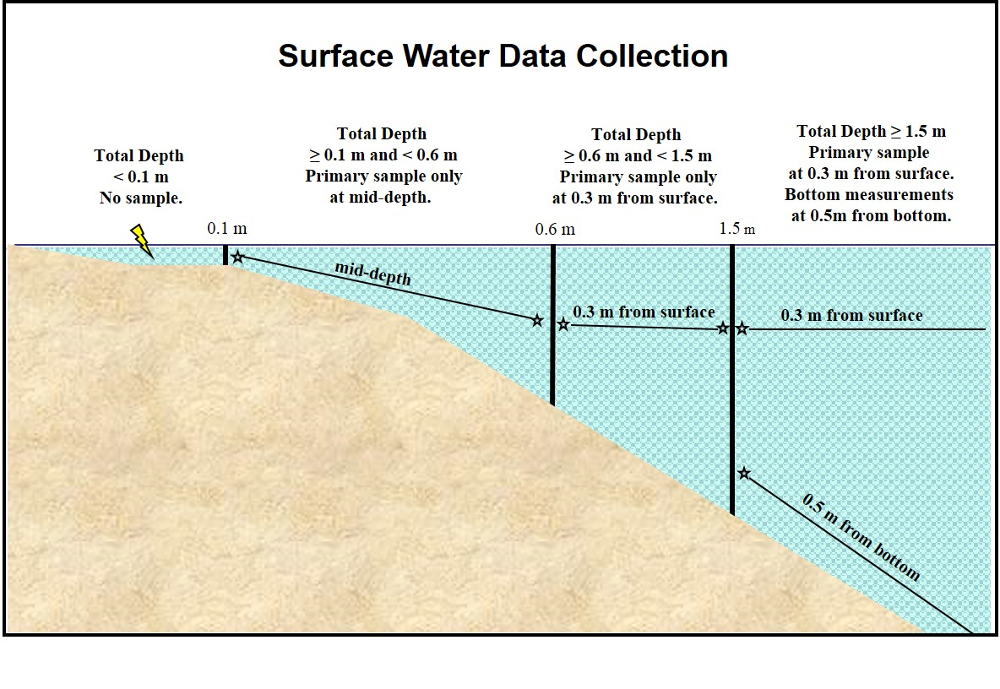 Surface Water Data Collection
Total Depth
< 0.1 m
No sample.
Total Depth
≥ 0.1 m and < 0.6 m
Primary sample only
at mid-depth.
Total Depth
≥ 0.6 m and < 1.5 m
Primary sample only
at 0.3 m from surface.
Total Depth ≥ 1.5 m
Primary sample
at 0.3 m from surface.
Bottom measurements
at 0.5m from bottom.
0.1 m
0.6 m
1.5 m
mid-depth
0.3 m from surface
0.3 m from surface
0.5 m from bottom